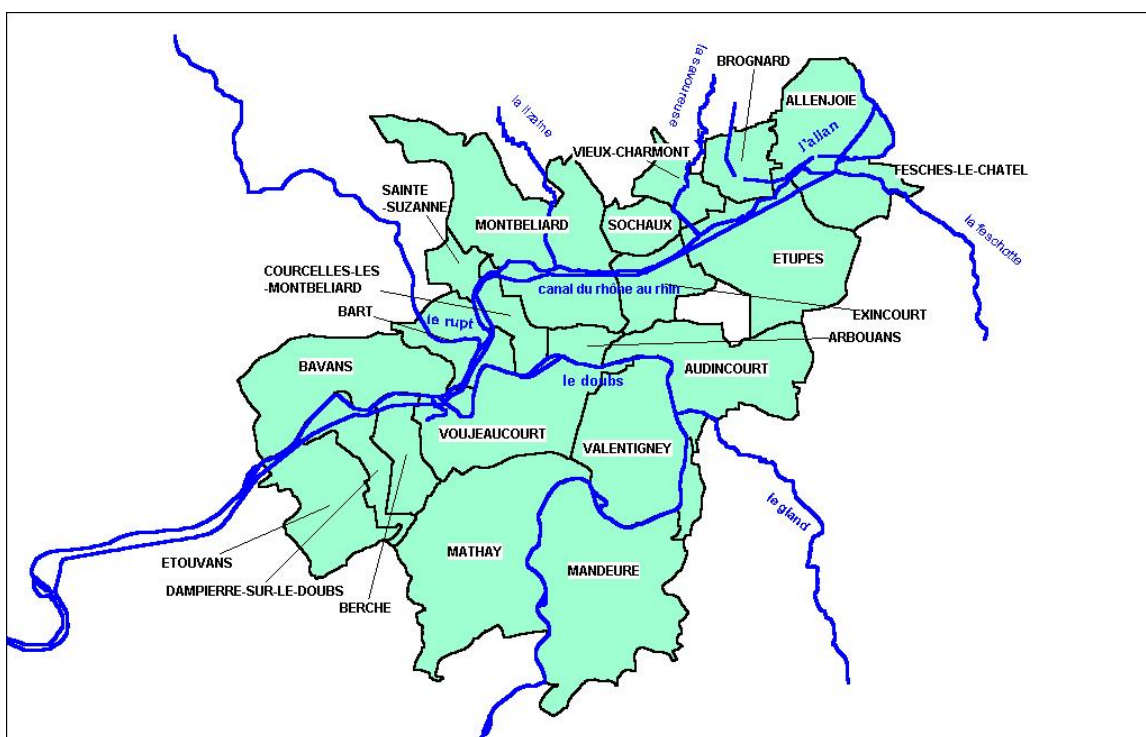 BROGNARD
la savoureuse
ALLENJOIE
la lizaine
l'allan
VIEUX-CHARMONT
FESCHES-LE-CHATEL
SAINTE
-SUZANNE
MONTBELIARD
SOCHAUX
la feschotte
ETUPES
COURCELLES-LES
-MONTBELIARD
canal du rhône au rhin
BART
le rupt
EXINCOURT
ARBOUANS
BAVANS
AUDINCOURT
le doubs
VOUJEAUCOURT
VALENTIGNEY
le gland
MATHAY
ETOUVANS
MANDEURE
DAMPIERRE-SUR-LE-DOUBS
BERCHE